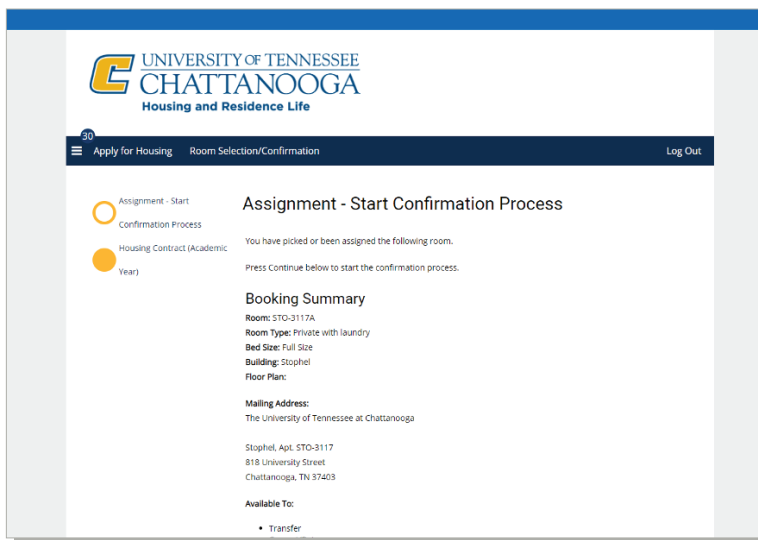 UNIVERSITY OF TENNESSEE
CHATTANOOGA
Housing and Residence Life
30
Apply for Housing Room Selection/Confirmation Log Out
Assignment - Start
Confirmation Process
Housing Contract (Academic
Year)
Assignment - Start Confirmation Process
You have picked or been assigned the following room.
Press Continue below to start the confirmation process.
Booking Summary
Room: STO-3117A
Room Type: Private with laundry
Bed Size: Full Size
Building: Stophel
Floor Plan:
Mailing Address:
The University of Tennessee at Chattanooga
Stophel, Apt. STO-3117
818 University Street
Chattanooga, TN 37403
Available To:
• Transfer